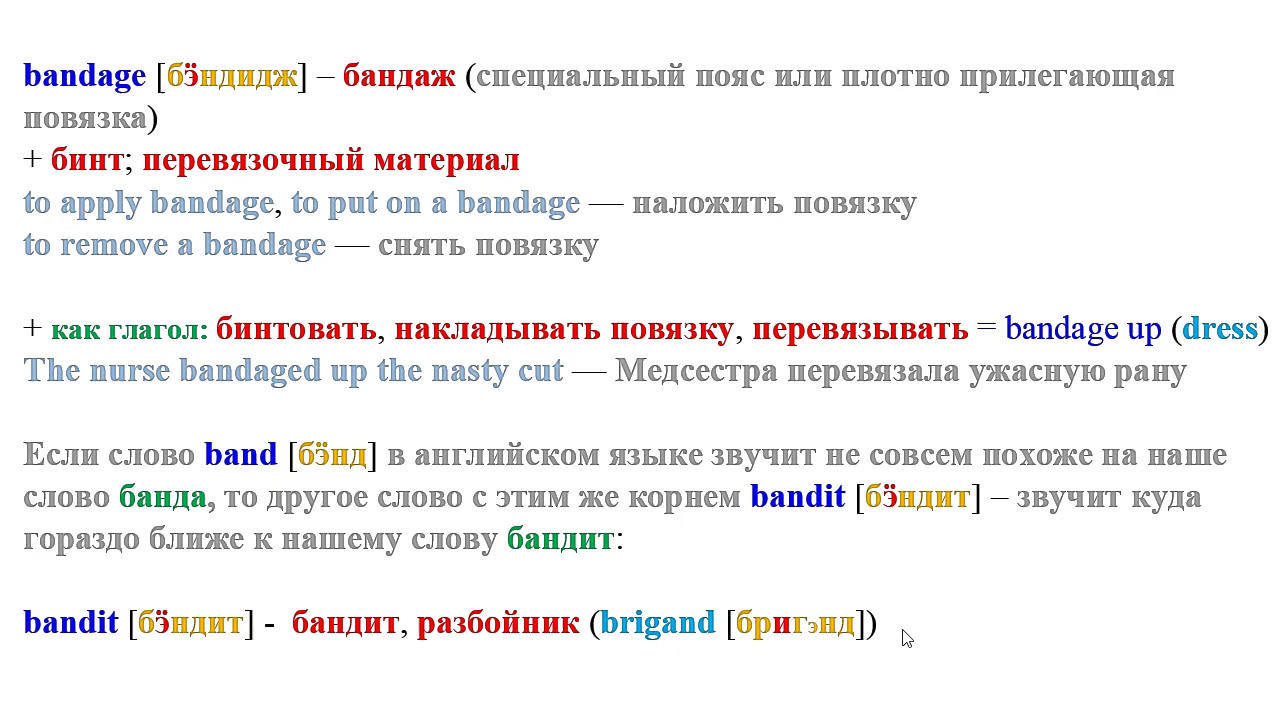 bandage [бӭндидж] – бандаж (специальный пояс или плотно прилегающая
повязка)
+ бинт; перевязочный материал
to apply bandage, to put on a bandage — наложить повязку
to remove a bandage — снять повязку
+ как глагол: бинтовать, накладывать повязку, перевязывать = bandage up (dress)
The nurse bandaged up the nasty cut — Медсестра перевязала ужасную рану
Если слово band [бӭнд] в английском языке звучит не совсем похоже на наше
слово банда, то другое слово с этим же корнем bandit [бӭндит] – звучит куда
гораздо ближе к нашему слову бандит:
bandit [бӭндит] - бандит, разбойник (brigand [бригэнд])